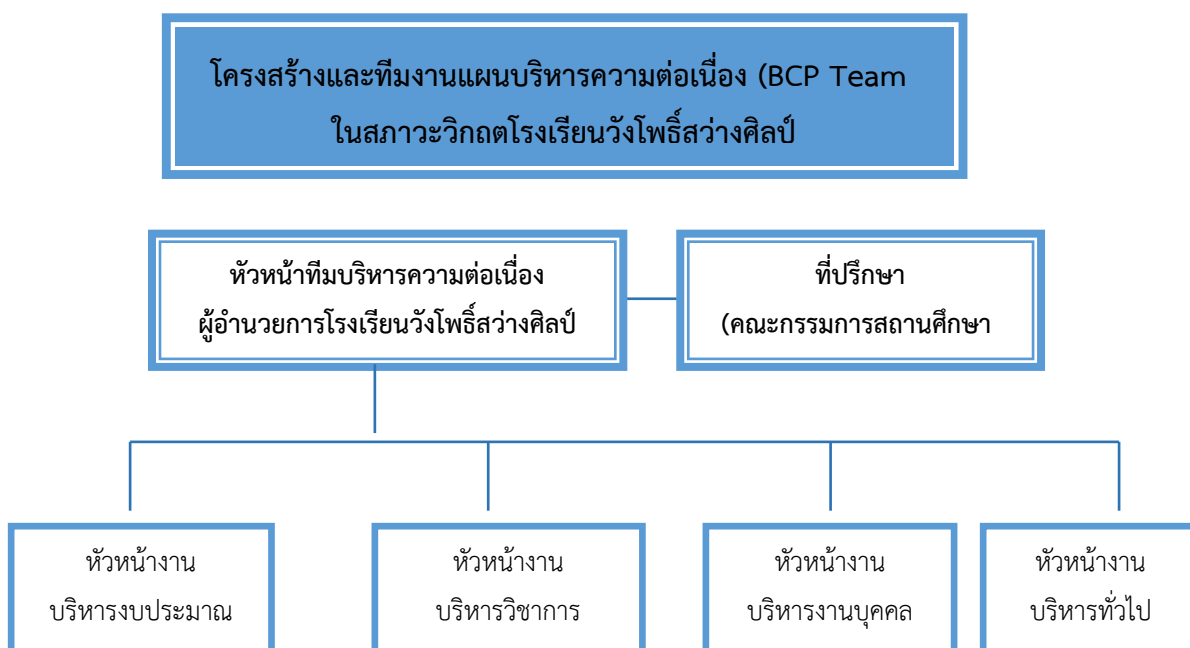 โครงสร้างและทีมงานแผนบริหารความต่อเนื่อง (BCP Team
ในสภาวะวิกฤตโรงเรียนวังโพธิ์สว่างศิลป์
หัวหน้าทีมบริหารความต่อเนื่อง
ผู้อำนวยการโรงเรียนวังโพธิ์สว่างศิลป์
ที่ปรึกษา
(คณะกรรมการสถานศึกษา
หัวหน้างาน
บริหารงบประมาณ
หัวหน้างาน
บริหารวิชาการ
หัวหน้างาน
บริหารงานบุคคล
หัวหน้างาน
บริหารทั่วไป